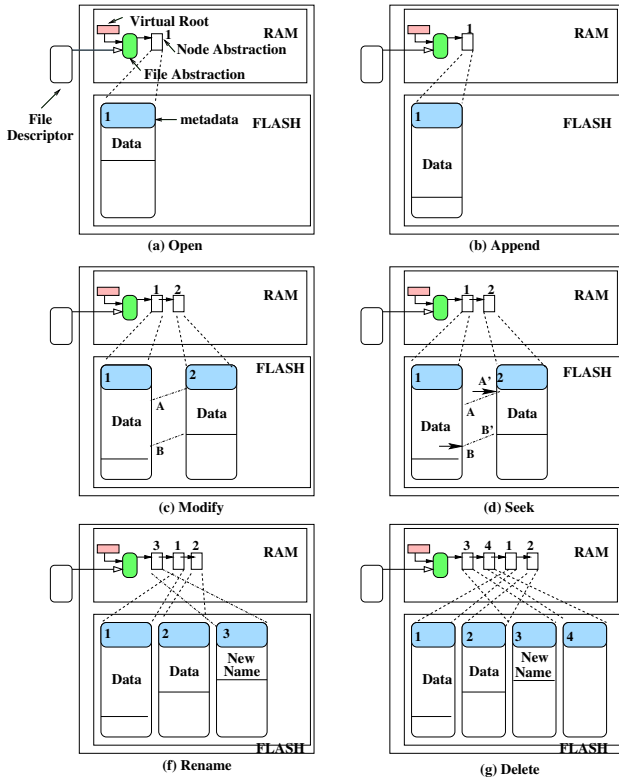 Virtual Root
RAM
1
Node Abstraction
File Abstraction
File
Descriptor
1
metadata
FLASH
Data
(a) Open
RAM
1
1
FLASH
Data
(b) Append
RAM
1 2
FLASH
1 2
A
Data Data
B
(c) Modify
RAM
1 2
FLASH
1 A' 2
A
Data Data
B'
B
(d) Seek
RAM
3 1 2
1 2 3
New
Name
Data Data
FLASH
(f) Rename
RAM
3 4 1 2
1 2 3 4
New
Name
Data Data
FLASH
(g) Delete